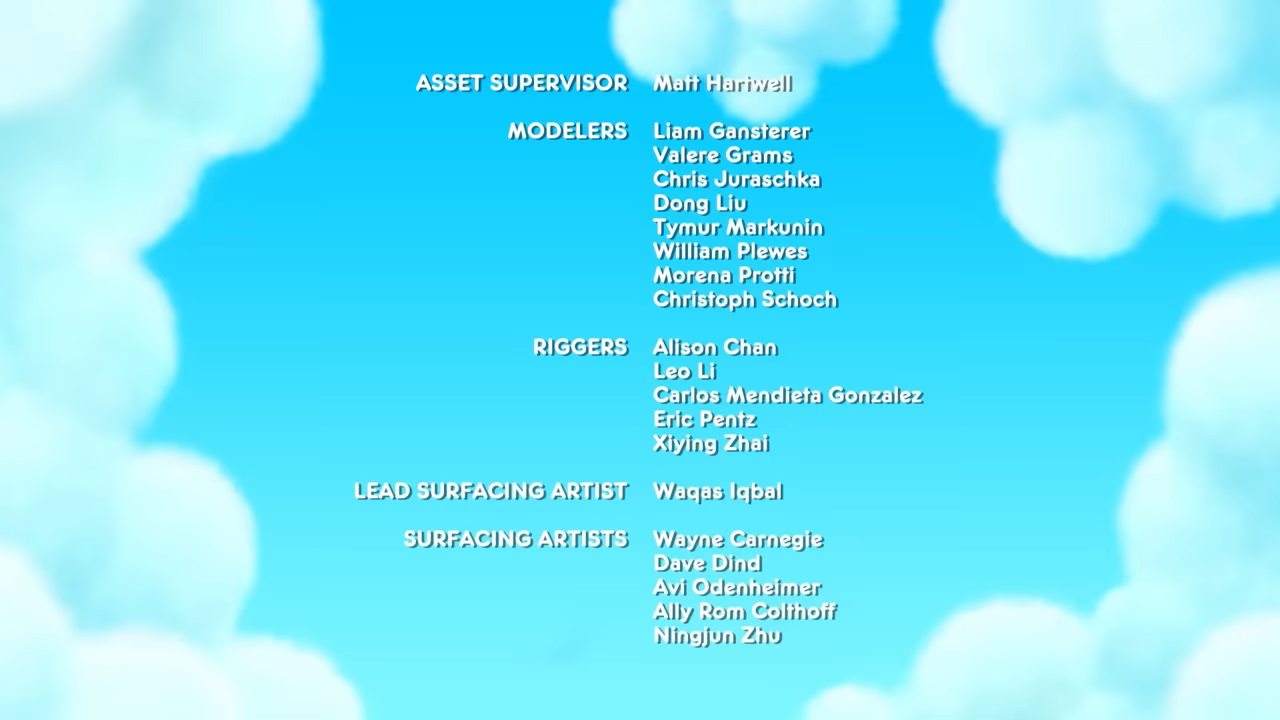 ASSET SUPERVISOR Matt Hartwell
MODELERS Liam Gansterer
Valere Grams
Chris Juraschka
Dong Liu
Tymur Markunin
William Plewes
Morena Protti
Christoph Schoch
RIGGERS Alison Chan
Leo Li
Carlos Mendieta Gonzalez
Eric Pentz
Xiying Zhai
LEAD SURFACING ARTIST Waqas Iqbal
SURFACING ARTISTS Wayne Carnegie
Dave Dind
Avi Odenheimer
Ally Rom Colthoff
Ningjun Zhu